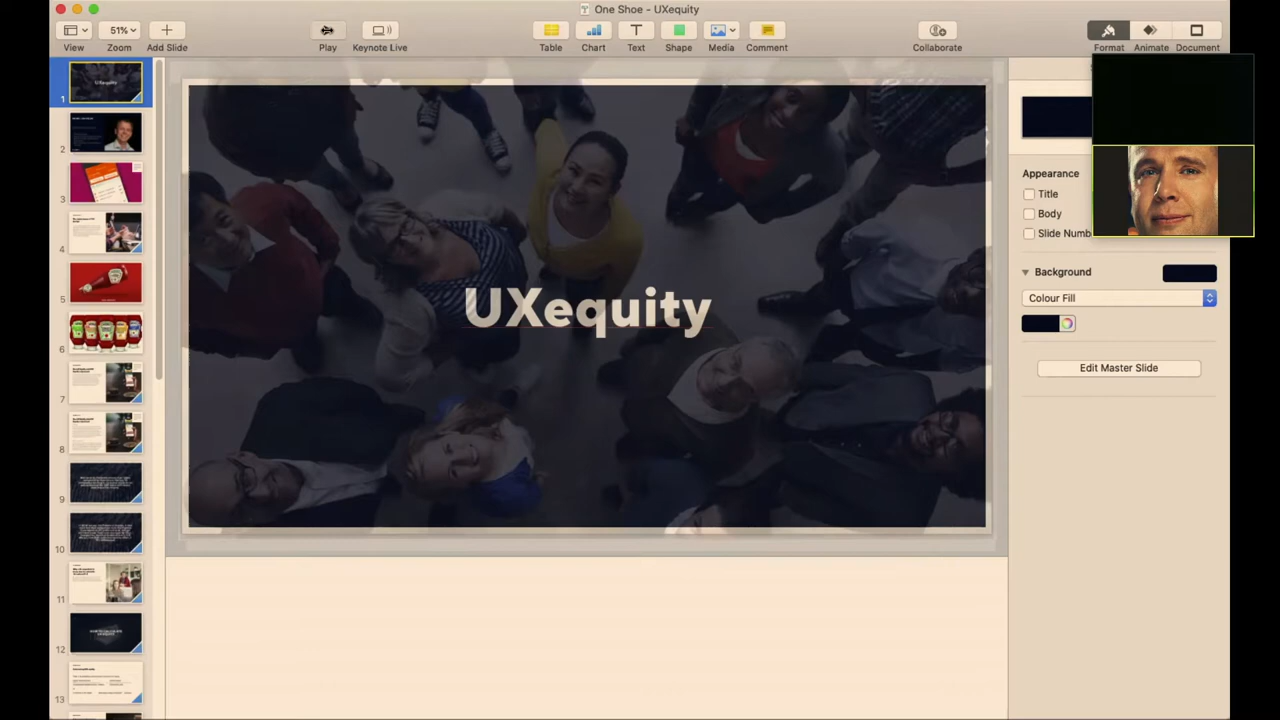 One Shoe - UXequity
51%
View
Zoom
Add Slide
Play
Keynote Live
Table
Chart
Text
Shape
Media
Comment
Collaborate
Format
Animate
Document
1
2
3
4
5
6
7
8
9
10
11
12
13
UXequity
UXequity
Appearance
Title
Body
Slide Numb
Background
Colour Fill
Edit Master Slide